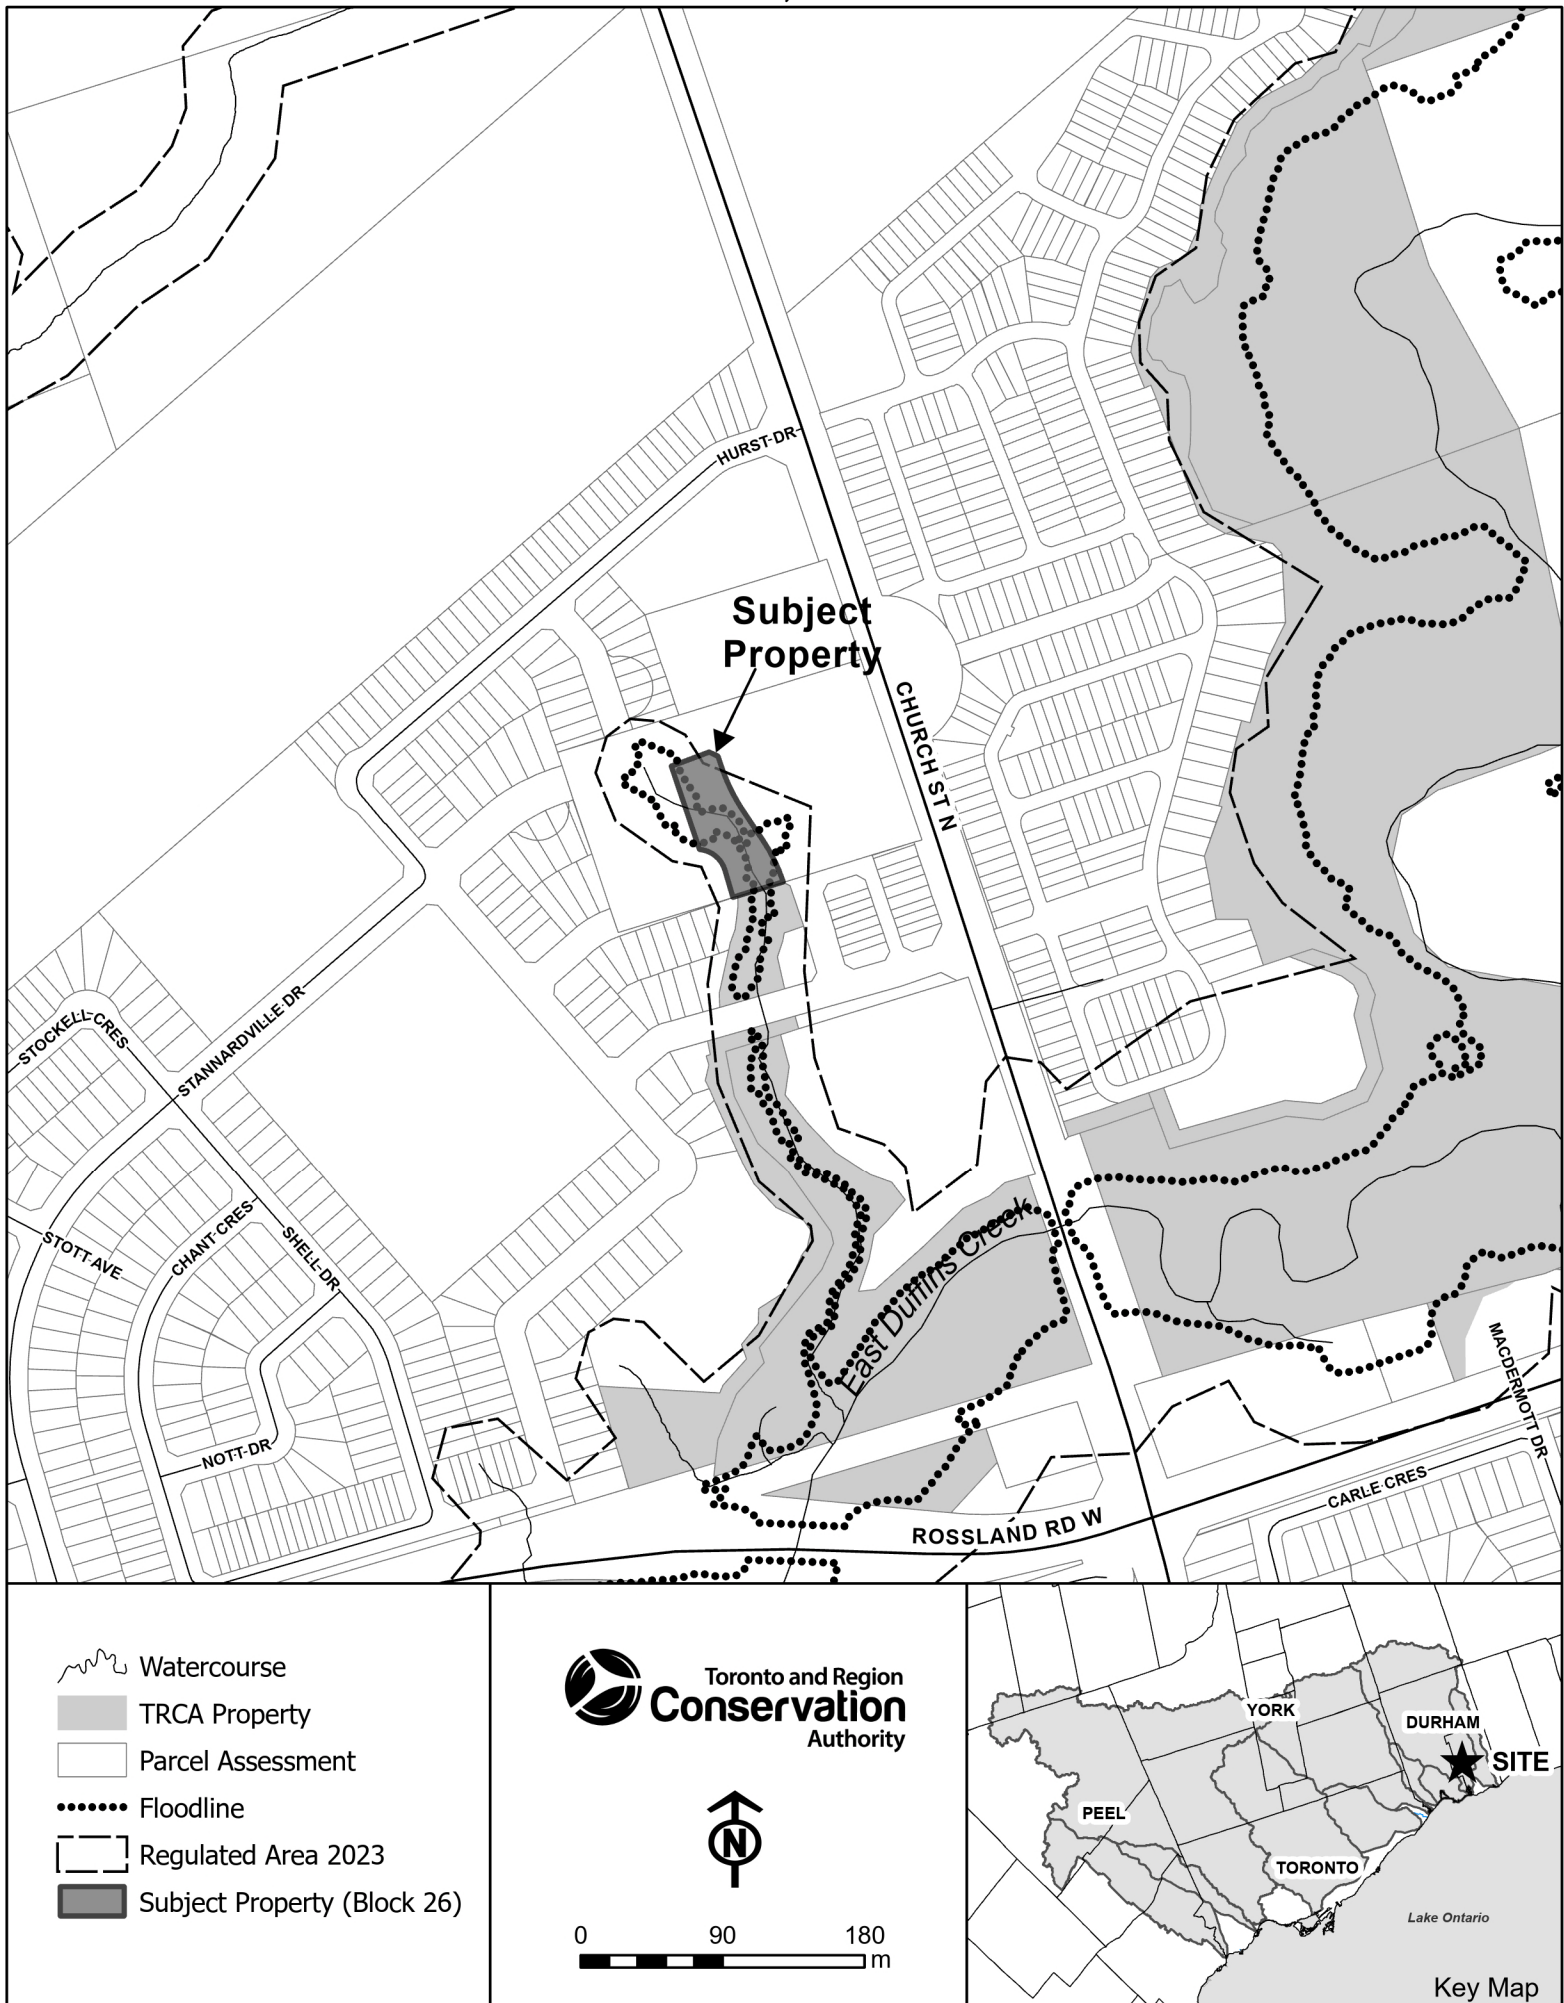 HURST DR
Subject
Property
CHURCH ST N
STOCKELL CRES
STANNARDVILLE DR
STOTT AVE
CHANT CRES
SHELL DR
NOTT DR
East Duffins Creek
MACDERMOTT DR
CARLE CRES
ROSSLAND RD W
Watercourse
TRCA Property
Parcel Assessment
Floodline
Regulated Area 2023
Subject Property (Block 26)
Toronto and Region
Conservation
Authority
N
0 90 180
m
YORK
DURHAM
SITE
PEEL
TORONTO
Lake Ontario
Key Map